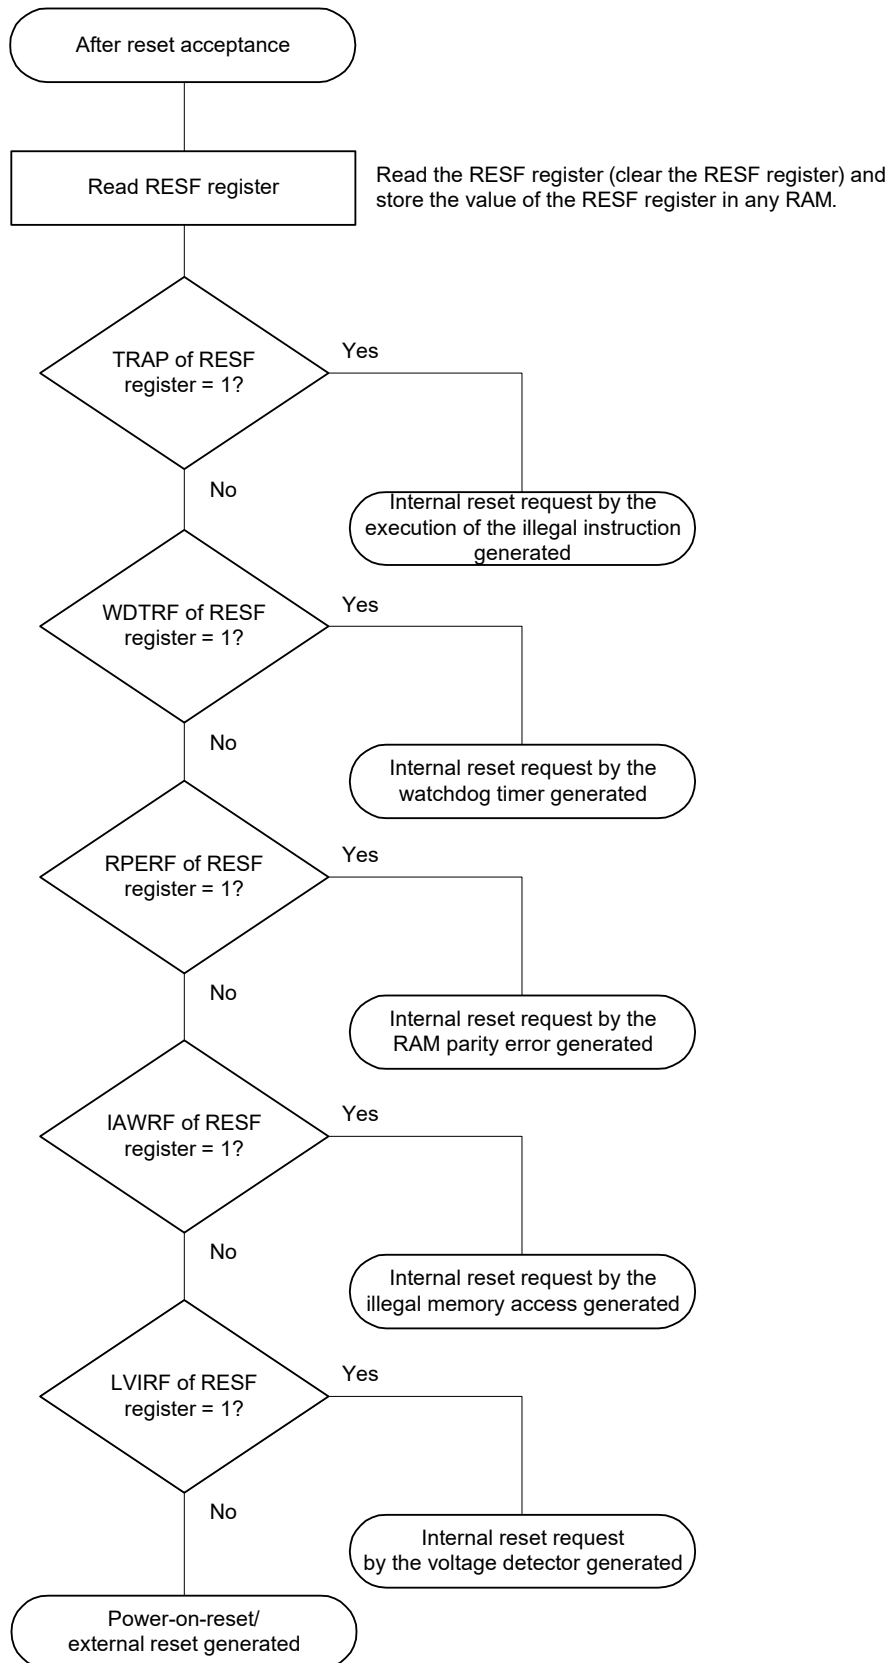 After reset acceptance
Read RESF register
Read the RESF register (clear the RESF register) and
store the value of the RESF register in any RAM.
TRAP of RESF
register = 1?
Yes
No
Internal reset request by the
execution of the illegal instruction
generated
WDTRF of RESF
register = 1?
Yes
No
Internal reset request by the
watchdog timer generated
RPERF of RESF
register = 1?
Yes
No
Internal reset request by the
RAM parity error generated
IAWRF of RESF
register = 1?
Yes
No
Internal reset request by the
illegal memory access generated
LVIRF of RESF
register = 1?
Yes
No
Internal reset request
by the voltage detector generated
Power-on-reset/
external reset generated